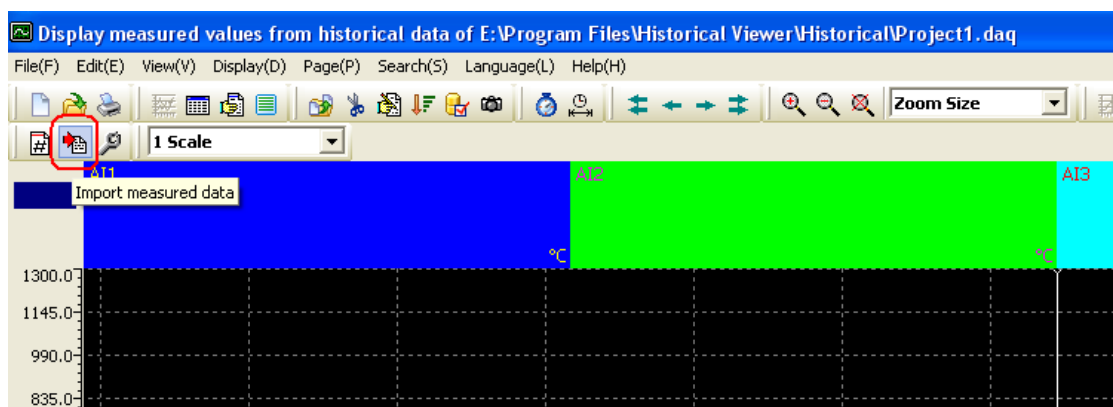 Display measured values from historical data of E:\Program Files\Historical Viewer\Historical\Project1.daq
File(F) Edit(E) View(V) Display(D) Page(P) Search(S) Language(L) Help(H)
Zoom Size
1 Scale
AI1 AI2 AI3
Import measured data
°C °C
1300.0
1145.0
990.0
835.0